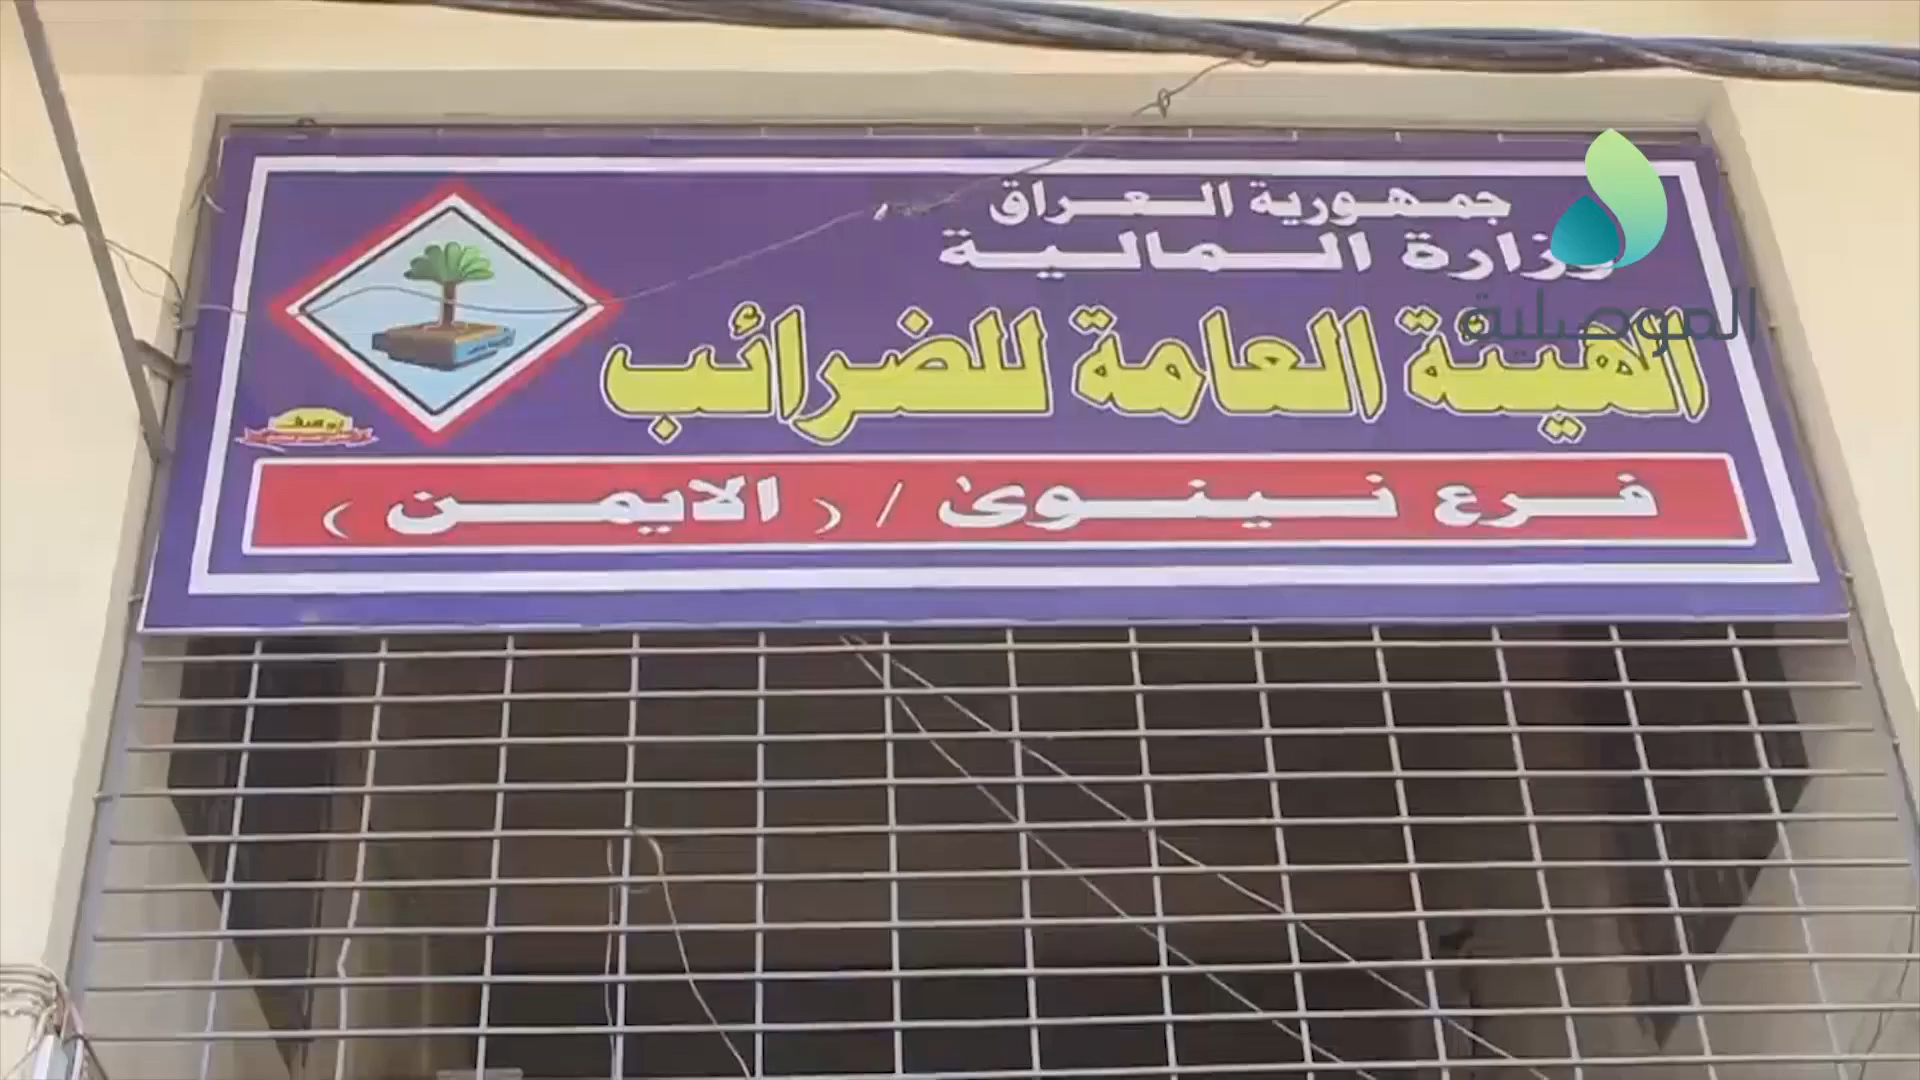 جمهورية العراق
وزارة المالية
الهيئة العامة للضرائب
فرع نينوى / ( الايمن )
الموصلية